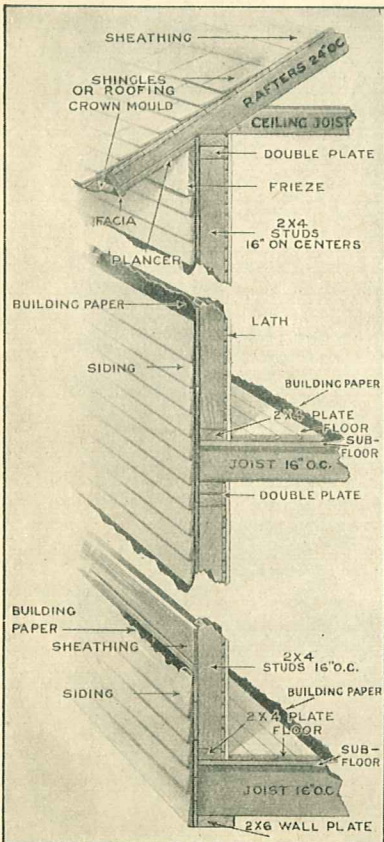 SHEATHING
SHINGLES
OR ROOFING
CROWN MOULD
RAFTERS 24"OC
CEILING JOIST
DOUBLE PLATE
FRIEZE
FACIA
2X4
STUDS
16" ON CENTERS
PLANCER
BUILDING PAPER
LATH
SIDING
BUILDING PAPER
2X4 PLATE
FLOOR
SUB-
FLOOR
JOIST 16"O.C.
DOUBLE PLATE
BUILDING
PAPER
SHEATHING
2X4
STUDS 16"O.C.
SIDING
BUILDING PAPER
2X4 PLATE
FLOOR
SUB-
FLOOR
JOIST 16"O.C
2X6 WALL PLATE